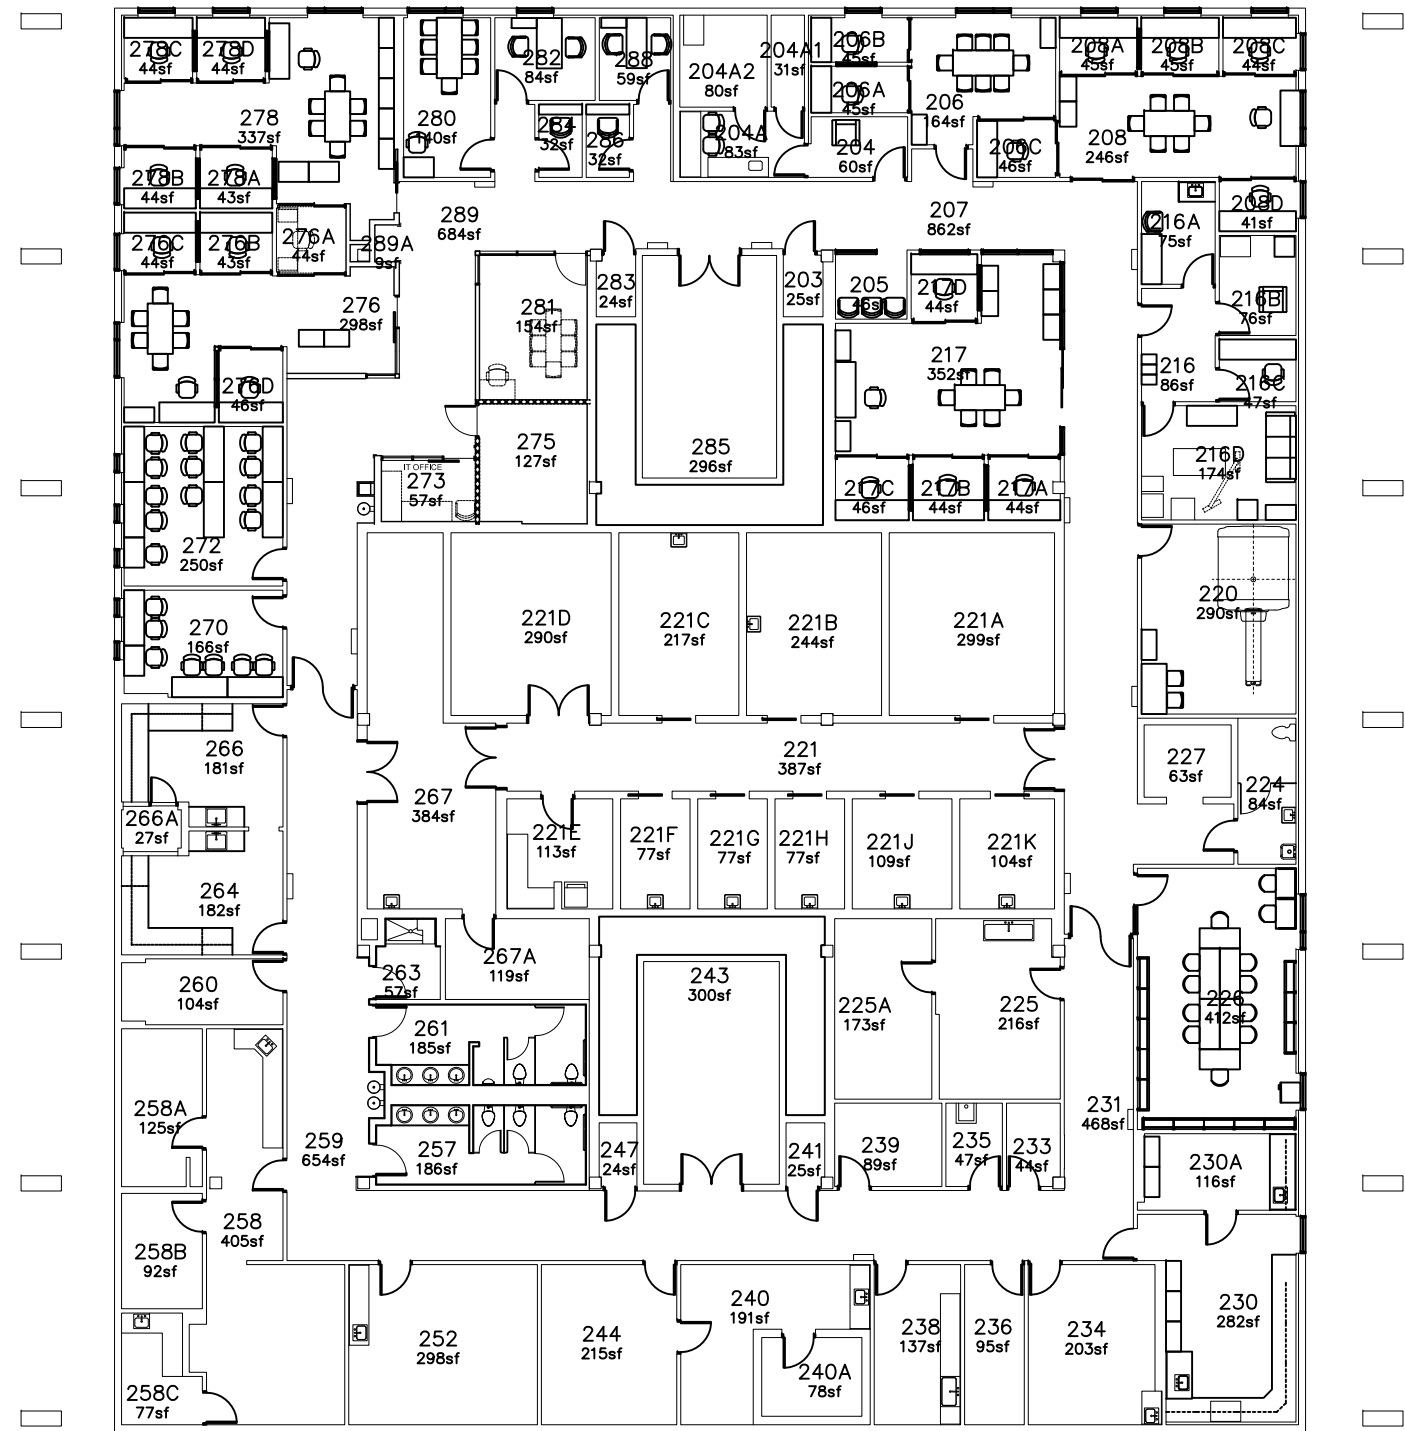 278C
44sf
278D
44sf
282
84sf
288
59sf
204A2
80sf
204A1
31sf
206B
45sf
206A
45sf
208A
45sf
208B
45sf
208C
44sf
278
337sf
280
140sf
284
32sf
286
32sf
204A
83sf
204
60sf
206
164sf
206C
46sf
208
246sf
278B
44sf
278A
43sf
208D
41sf
276C
44sf
276B
43sf
276A
44sf
289A
9sf
289
684sf
207
862sf
216A
75sf
276
298sf
281
154sf
283
24sf
203
25sf
205
46sf
217D
44sf
216B
76sf
276D
46sf
217
352sf
216
86sf
216C
47sf
275
127sf
285
296sf
IT OFFICE
273
57sf
217C
46sf
217B
44sf
217A
44sf
216D
174sf
272
250sf
270
166sf
221D
290sf
221C
217sf
221B
244sf
221A
299sf
220
290sf
266
181sf
221
387sf
227
63sf
224
84sf
267
384sf
266A
27sf
221E
113sf
221F
77sf
221G
77sf
221H
77sf
221J
109sf
221K
104sf
264
182sf
260
104sf
263
57sf
267A
119sf
243
300sf
225A
173sf
225
216sf
226
412sf
261
185sf
258A
125sf
259
654sf
257
186sf
247
24sf
241
25sf
239
89sf
235
47sf
233
44sf
231
468sf
230A
116sf
258
405sf
258B
92sf
252
298sf
244
215sf
240
191sf
240A
78sf
238
137sf
236
95sf
234
203sf
230
282sf
258C
77sf